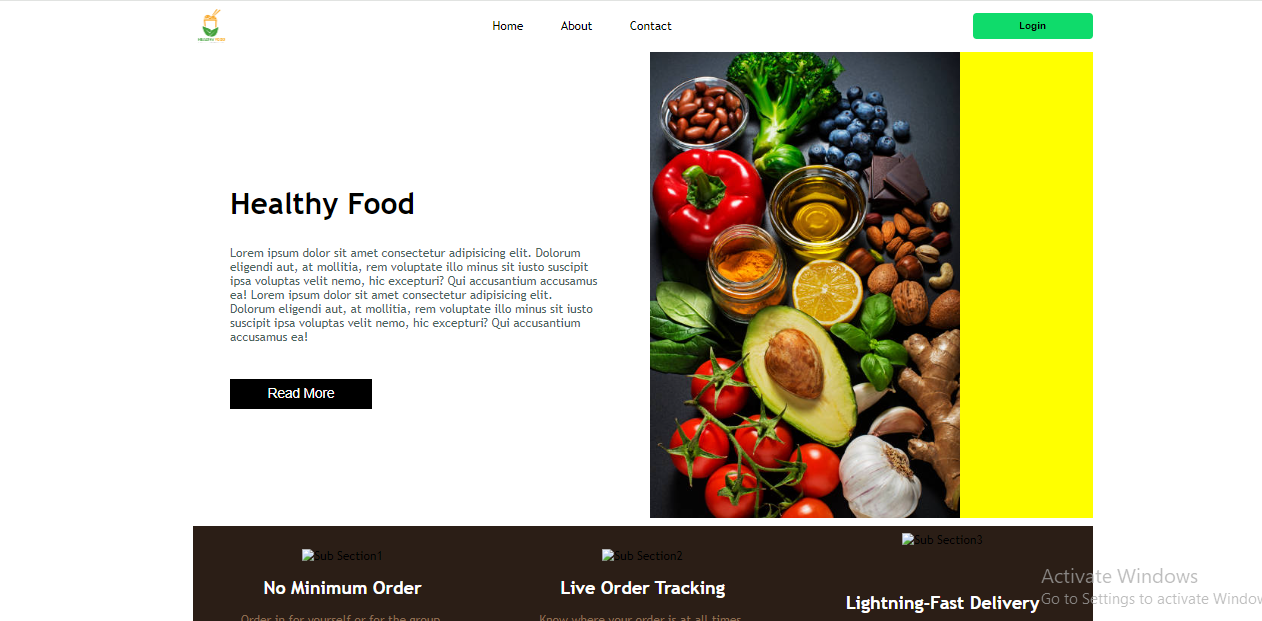 HEALTHY FOOD
Home About Contact
Login
Healthy Food
Lorem ipsum dolor sit amet consectetur adipisicing elit. Dolorum
eligendi aut, at mollitia, rem voluptate illo minus sit iusto suscipit
ipsa voluptas velit nemo, hic excepturi? Qui accusantium accusamus
ea! Lorem ipsum dolor sit amet consectetur adipisicing elit.
Dolorum eligendi aut, at mollitia, rem voluptate illo minus sit iusto
suscipit ipsa voluptas velit nemo, hic excepturi? Qui accusantium
accusamus ea!
Read More
Sub Section1
No Minimum Order
Order in for yourself or for the group
Sub Section2
Live Order Tracking
Know where your order is at all times
Sub Section3
Lightning-Fast Delivery
Activate Windows
Go to Settings to activate Window